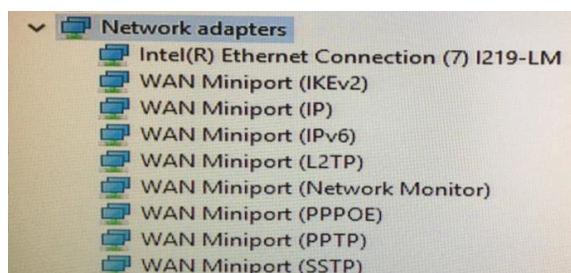 Network adapters
Intel(R) Ethernet Connection (7) I219-LM
WAN Miniport (IKEv2)
WAN Miniport (IP)
WAN Miniport (IPv6)
WAN Miniport (L2TP)
WAN Miniport (Network Monitor)
WAN Miniport (PPPOE)
WAN Miniport (PPTP)
WAN Miniport (SSTP)